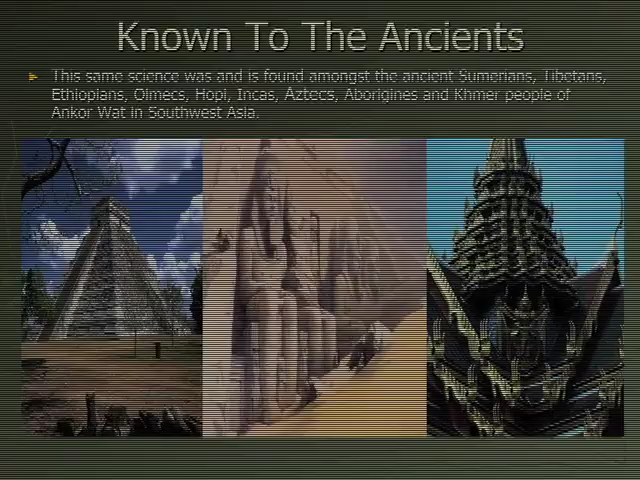 Known To The Ancients
This same science was and is found amongst the ancient Sumerians, Tibetans,
Ethiopians, Olmecs, Hopi, Incas, Aztecs, Aborigines and Khmer people of
Ankor Wat in Southwest Asia.